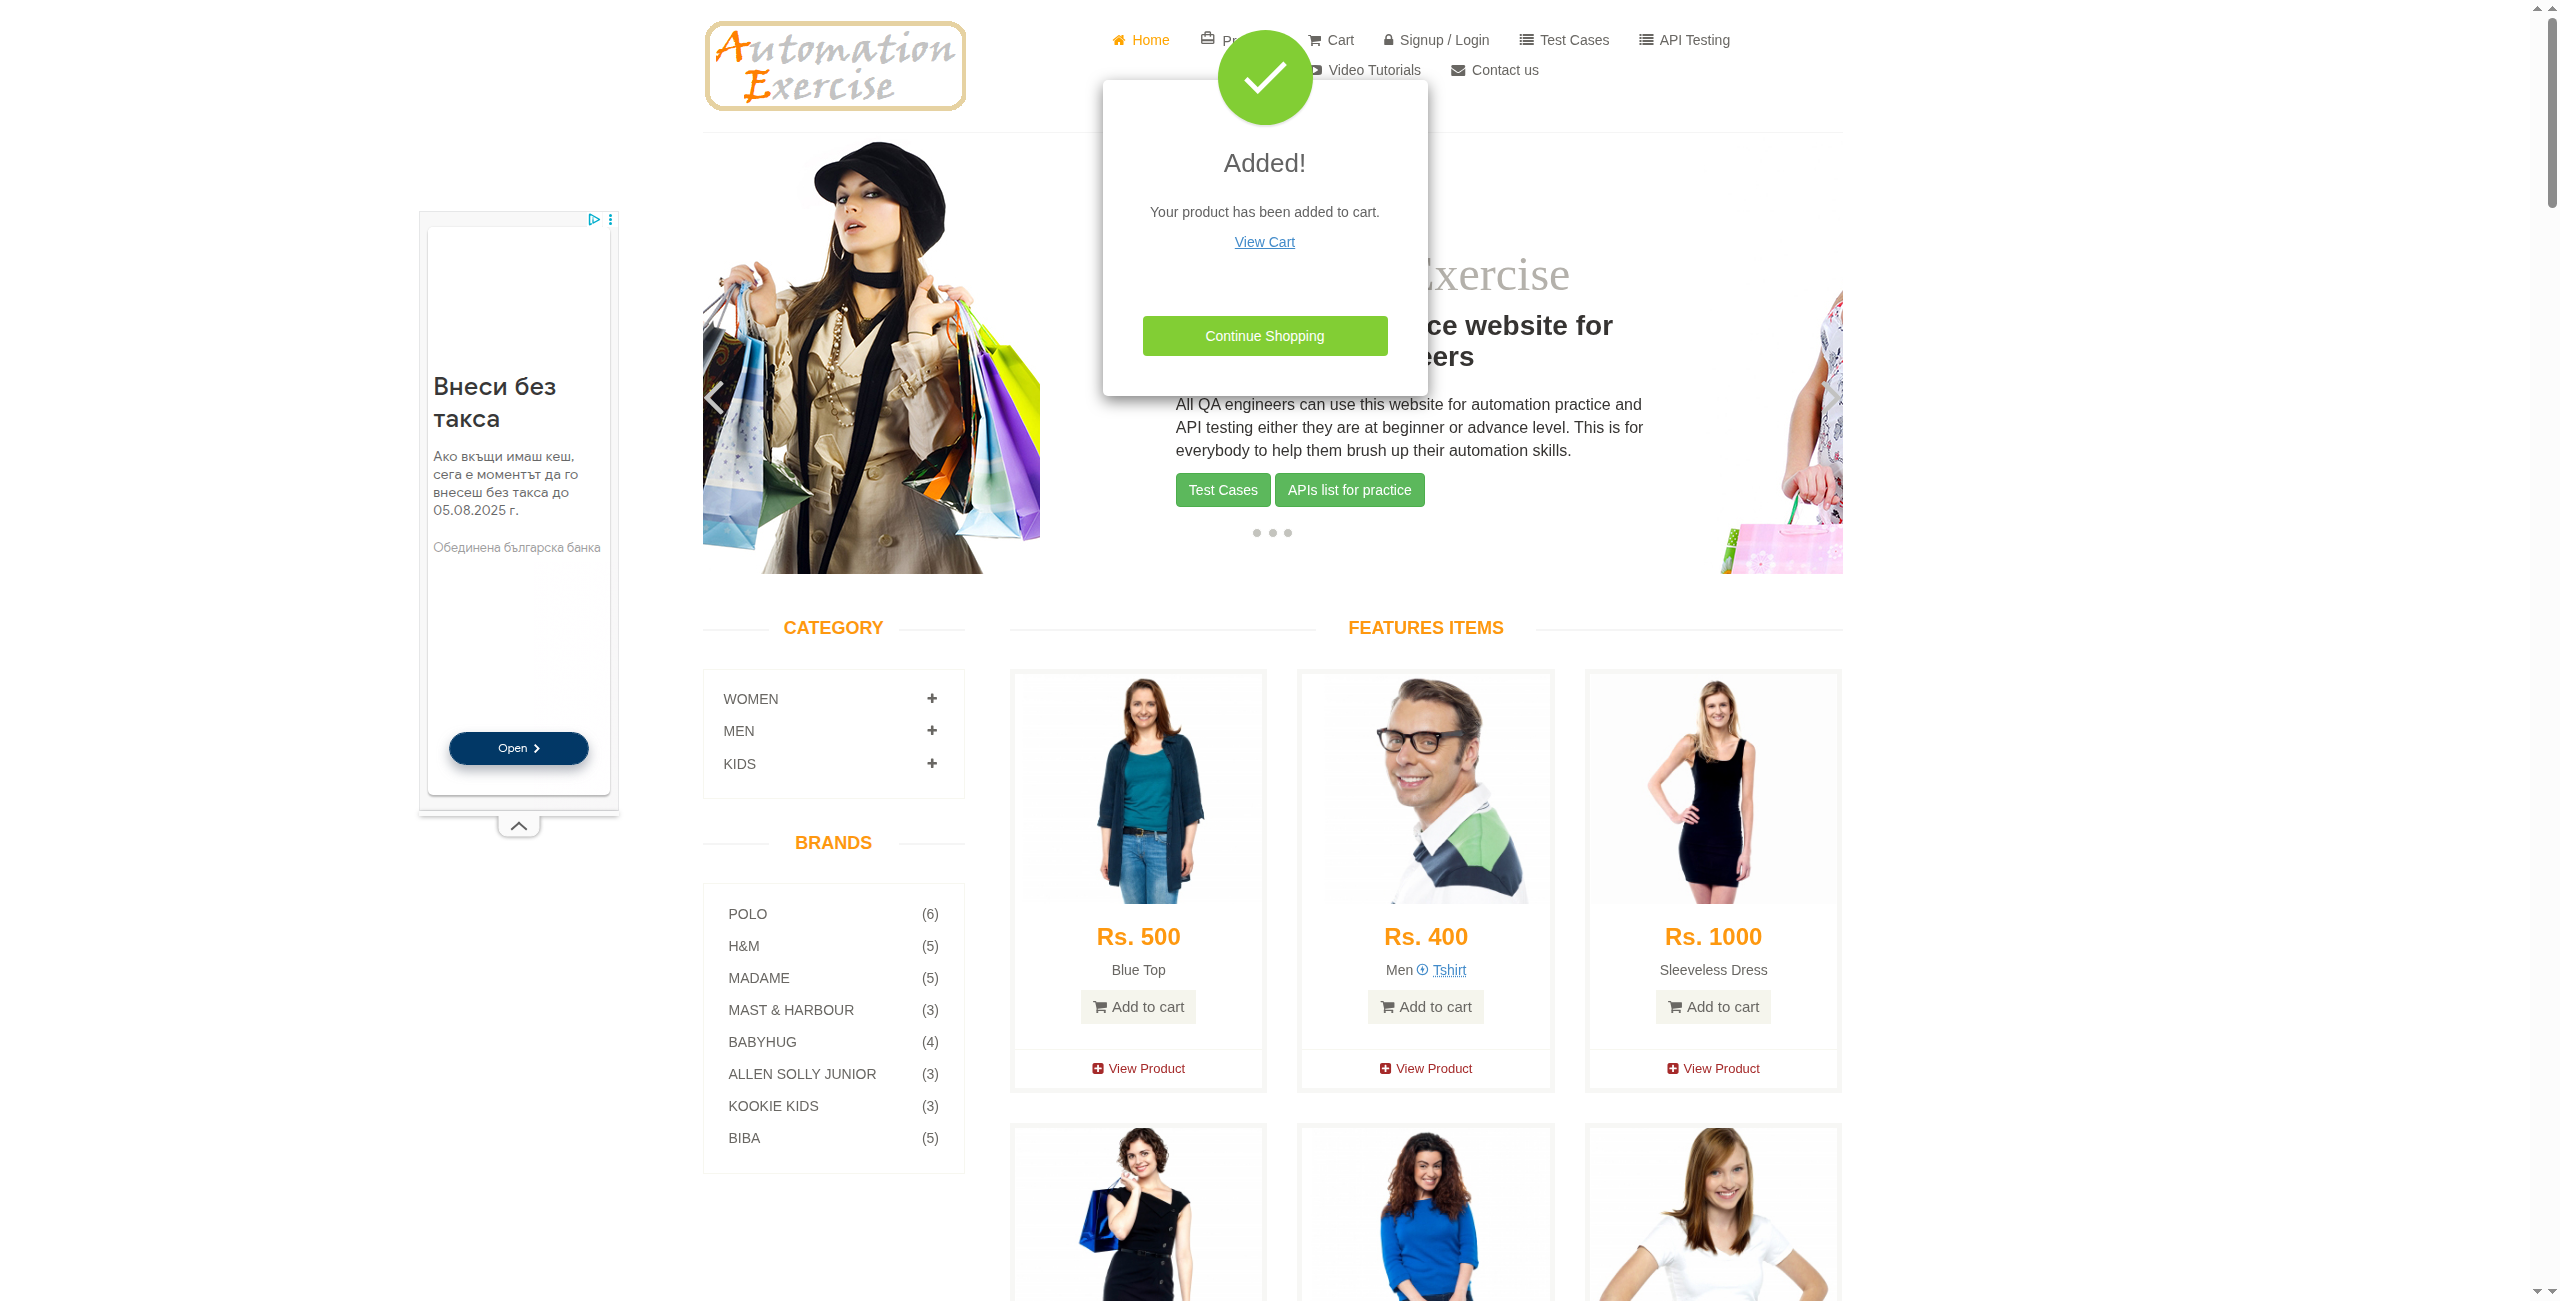 Automation
Exercise
Home
Cart
Signup / Login
Test Cases
API Testing
Video Tutorials
Contact us
Added!
Your product has been added to cart.
View Cart
Continue Shopping
Exercise
ce website for
eers
All QA engineers can use this website for automation practice and
API testing either they are at beginner or advance level. This is for
everybody to help them brush up their automation skills.
Test Cases
APIs list for practice
Внеси без
такса
Ако вкъщи имаш кеш,
сега е моментът да го
внесеш без такса до
05.08.2025 г.
Обединена българска банка
Open
CATEGORY
WOMEN
MEN
KIDS
BRANDS
POLO (6)
H&M (5)
MADAME (5)
MAST & HARBOUR (3)
BABYHUG (4)
ALLEN SOLLY JUNIOR (3)
KOOKIE KIDS (3)
BIBA (5)
FEATURES ITEMS
Rs. 500
Blue Top
Add to cart
View Product
Rs. 400
Men Tshirt
Add to cart
View Product
Rs. 1000
Sleeveless Dress
Add to cart
View Product